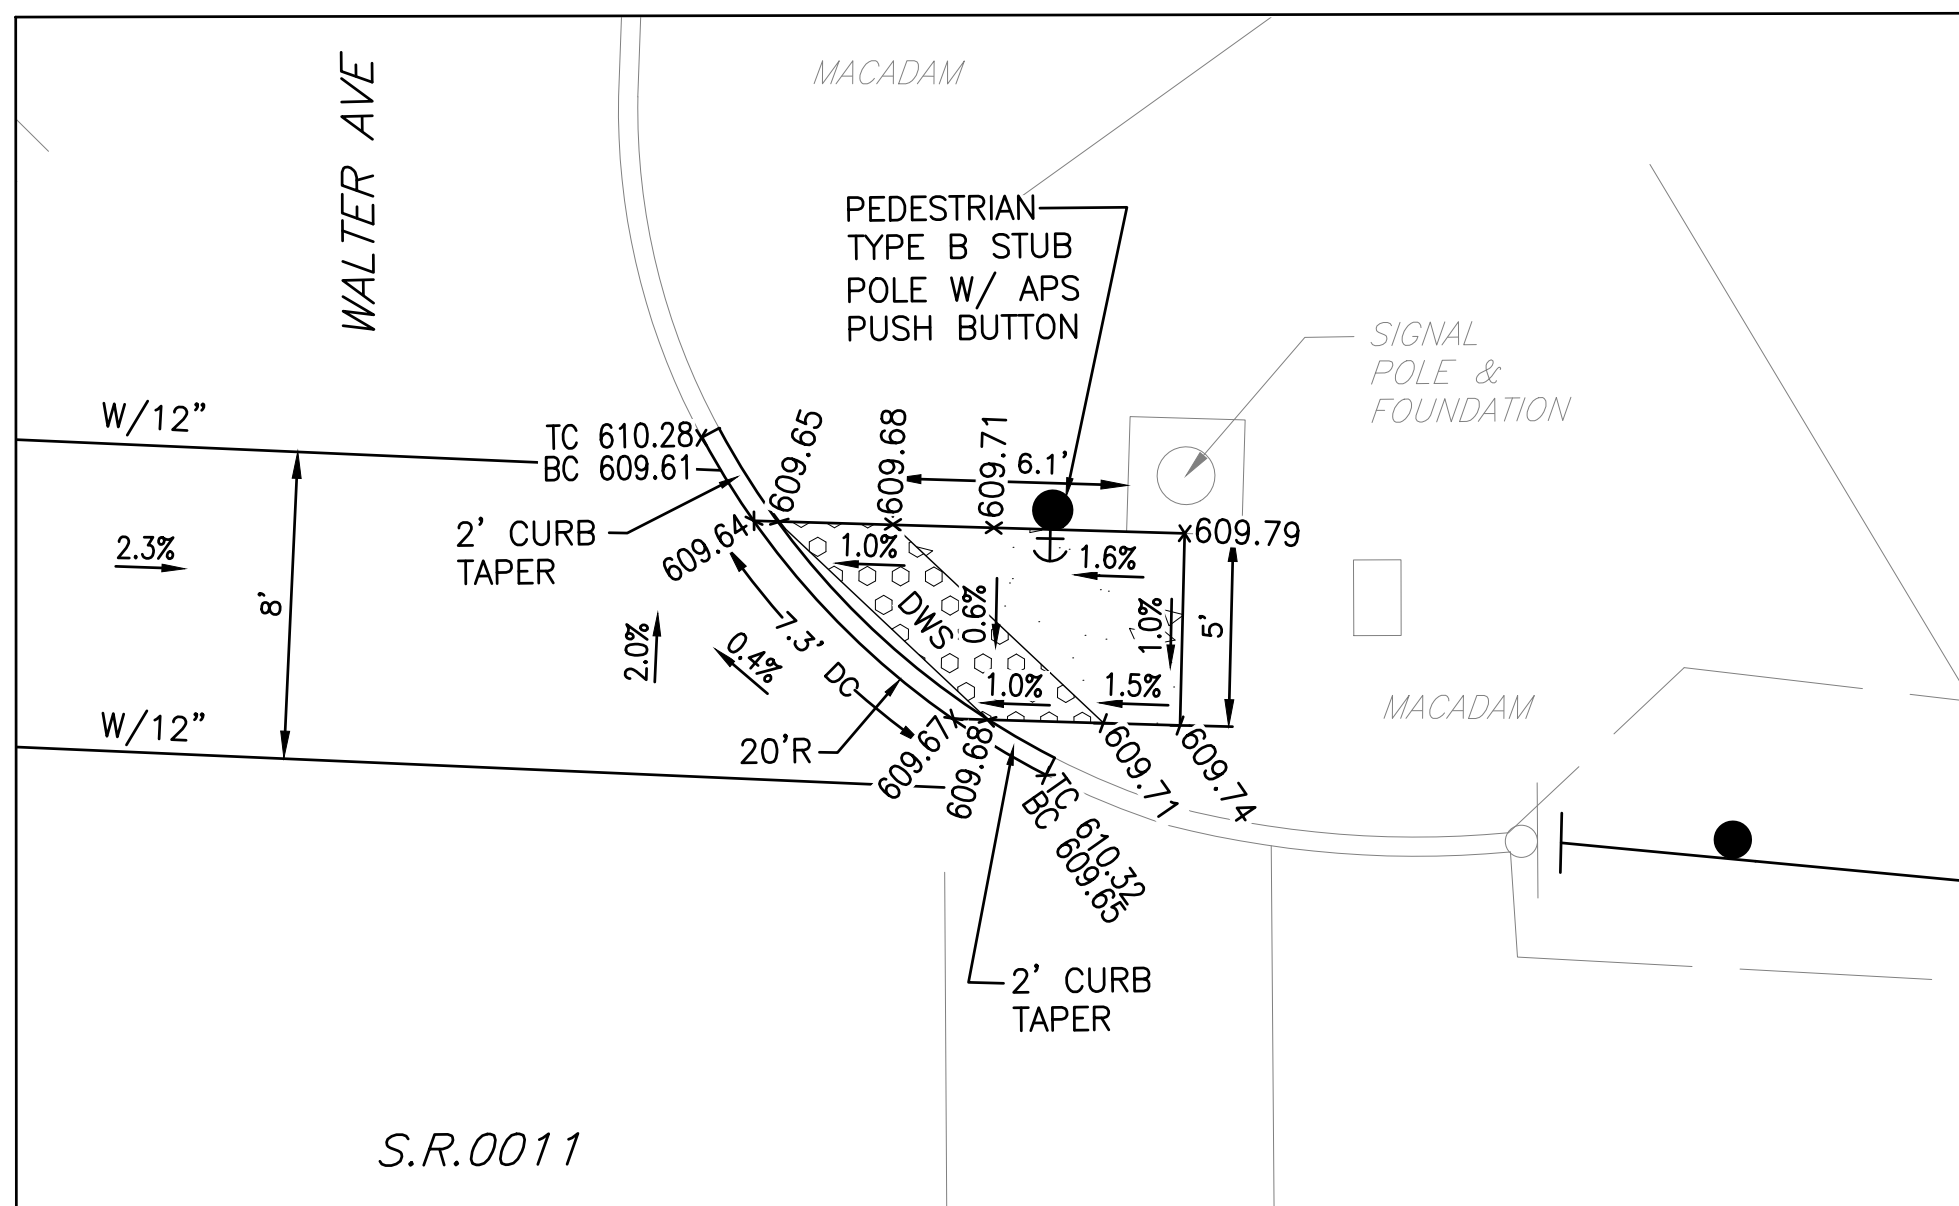 WALTER AVE
MACADAM
PEDESTRIAN
TYPE B STUB
POLE W/ APS
PUSH BUTTON
SIGNAL
POLE &
FOUNDATION
W/12"
TC 610.28
BC 609.61
609.65
609.68
609.71
6.1'
2' CURB
TAPER
609.64
609.79
2.3%
1.0%
1.6%
8'
DWS
0.6%
1.0%
5'
7.3' DC
2.0%
0.4%
1.0%
1.5%
MACADAM
W/12"
20'R
609.67
609.68
609.71
609.74
TC 610.32
BC 609.65
2' CURB
TAPER
S.R.0011